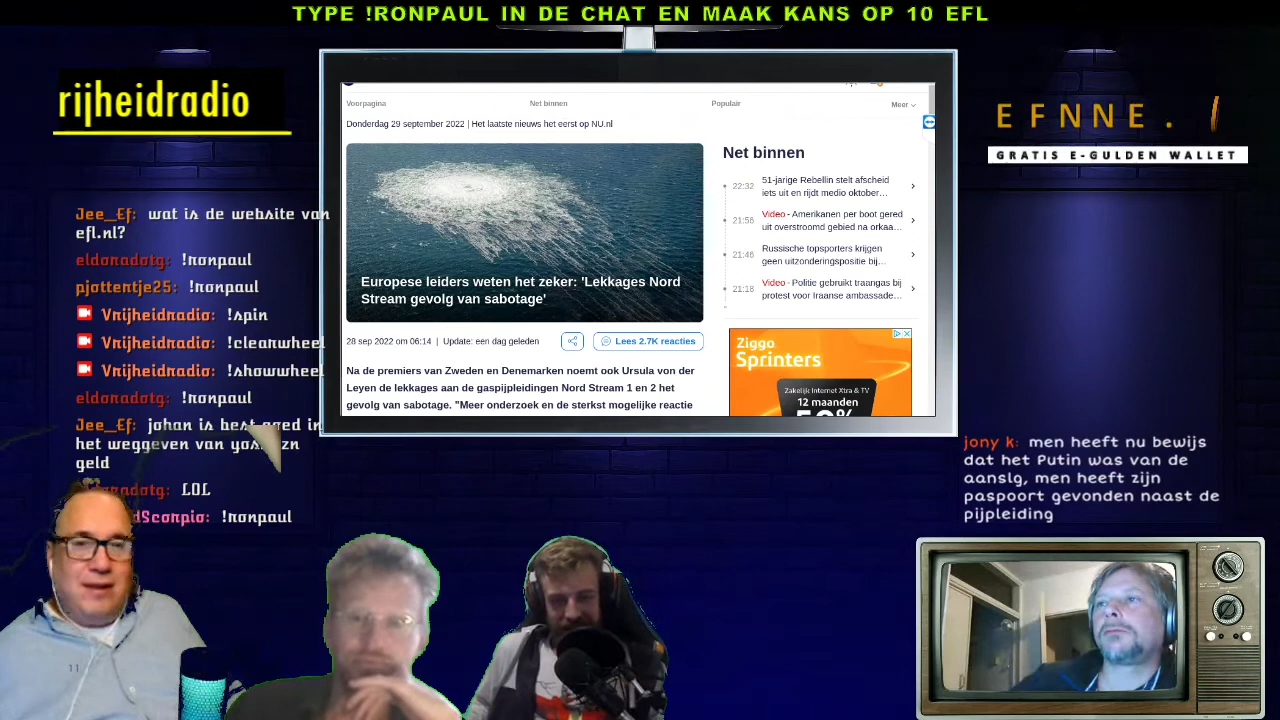 TYPE !RONPAUL IN DE CHAT EN MAAK KANS OP 10 EFL
rijheidradio
Jee_Ef: wat is de website van
efl.nl?
eldoradotg: !ronpaul
pjottertje25: !ronpaul
Vrijheidradio: !spin
Vrijheidradio: !clearwheel
Vrijheidradio: !showwheel
eldoradotg: !ronpaul
Jee_Ef: johan is best goed in
het weggeven van
geld
LOL
dScorpio: !ronpaul
Voorpagina
Net binnen
Populair
Meer
Donderdag 29 september 2022 | Het laatste nieuws het eerst op NU.nl
Europese leiders weten het zeker: 'Lekkages Nord
Stream gevolg van sabotage'
28 sep 2022 om 06:14 | Update: een dag geleden
Lees 2.7K reacties
Na de premiers van Zweden en Denemarken noemt ook Ursula von der
Leyen de lekkages aan de gaspijpleidingen Nord Stream 1 en 2 het
gevolg van sabotage. "Meer onderzoek en de sterkst mogelijke reactie
Net binnen
22:32
51-jarige Rebellin stelt afscheid
iets uit en rijdt medio oktober...
21:56
Video - Amerikanen per boot gered
uit overstroomd gebied na orkaa...
21:46
Russische topsporters krijgen
geen uitzonderingspositie bij...
21:18
Video - Politie gebruikt traangas bij
protest voor Iraanse ambassade...
Ziggo
Sprinters
Zakelijk Internet Xtra & TV
12 maanden
EFNNE.
GRATIS E-GULDEN WALLET
jony k: men heeft nu bewijs
dat het Putin was van de
aanslg, men heeft zijn
paspoort gevonden naast de
pijpleiding